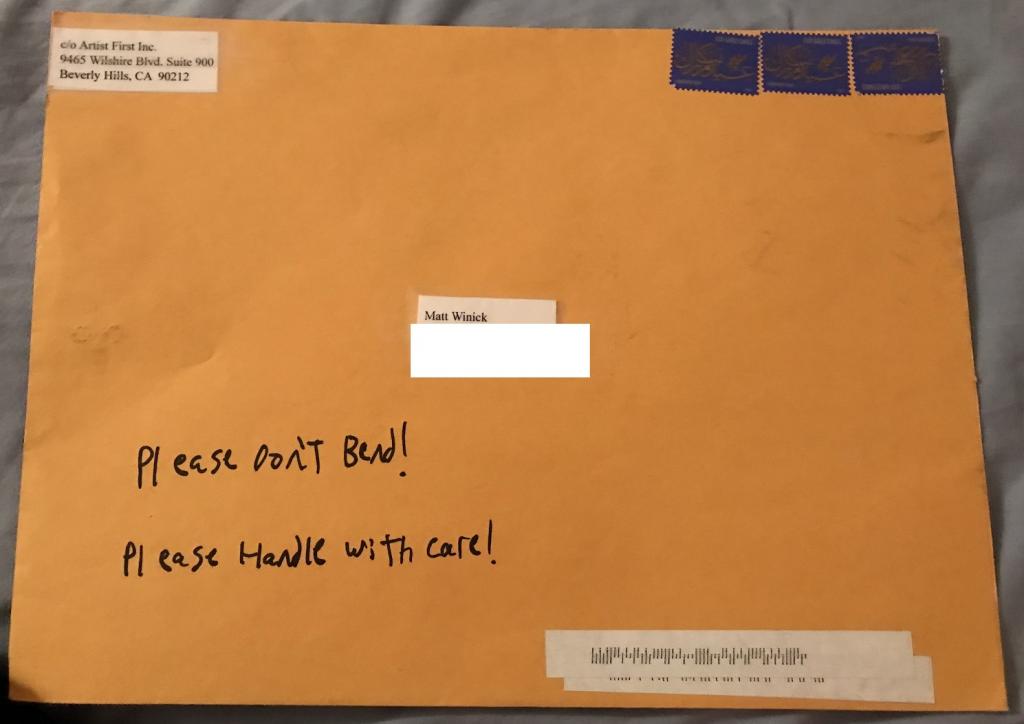 c/o Artist First Inc.
9465 Wilshire Blvd. Suite 900
Beverly Hills, CA 90212
Matt Winick
Please Don't Bend!
Please Handle with care!